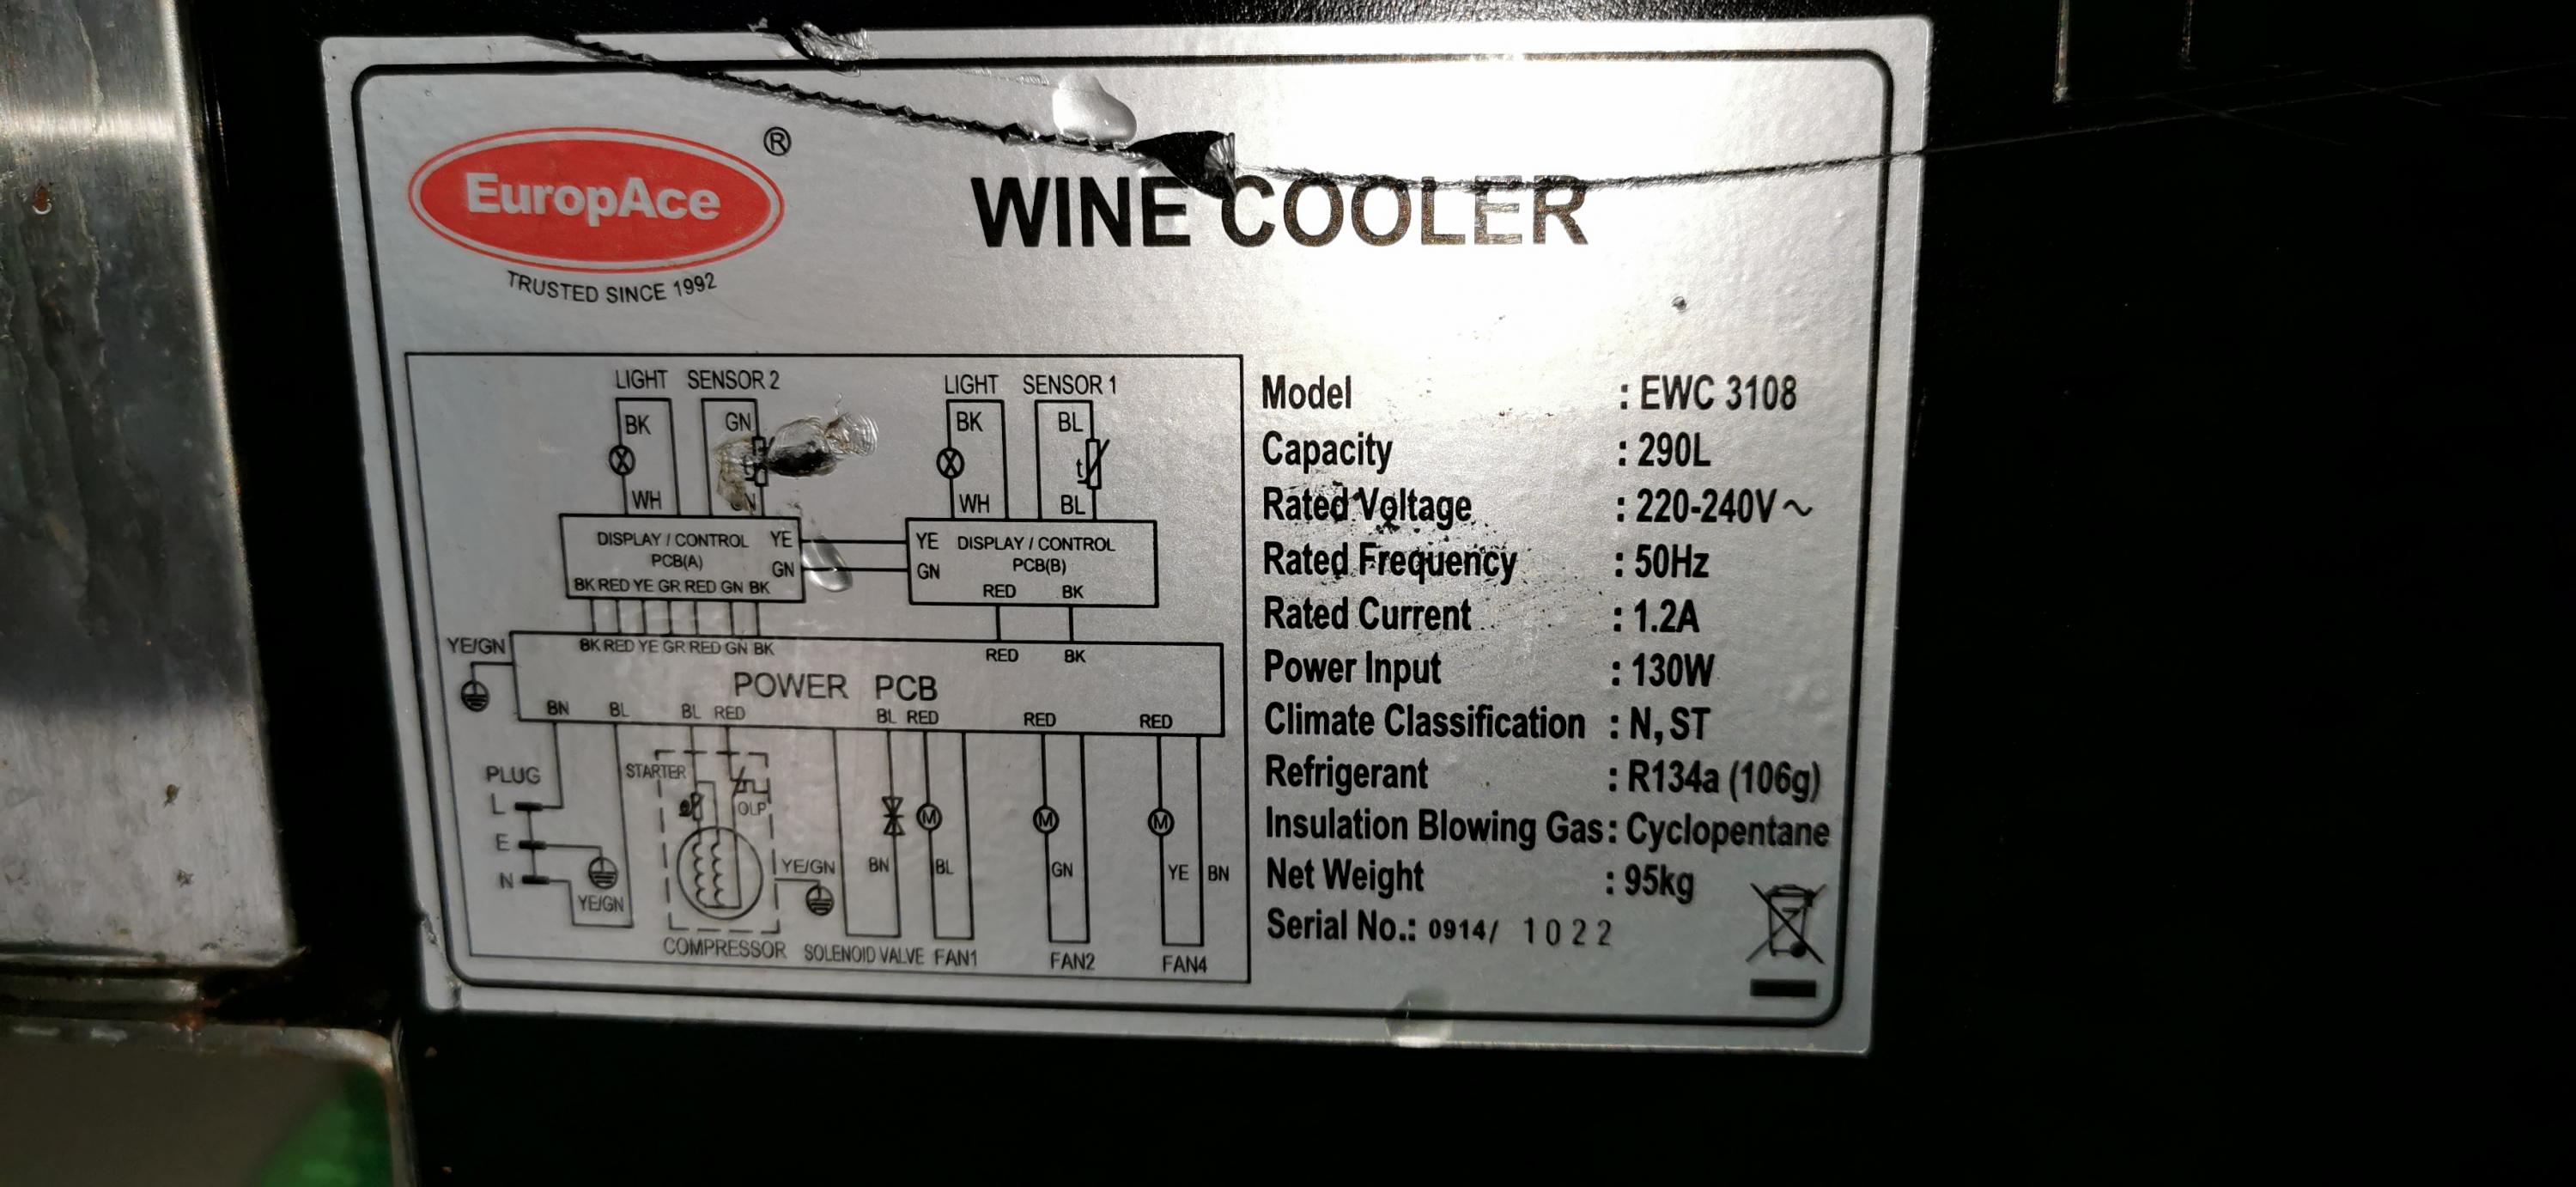 EuropAce ®
TRUSTED SINCE 1992
WINE COOLER
LIGHT SENSOR 2
BK GN
WH
DISPLAY / CONTROL
PCB(A)
YE
GN
BK RED YE GR RED GN BK
LIGHT SENSOR 1
BK BL
t
WH BL
YE DISPLAY / CONTROL
GN PCB(B)
RED BK
YE/GN
BK RED YE GR RED GN BK
RED BK
POWER PCB
BN BL BL RED BL RED RED RED
PLUG
L
E
N
YE/GN
STARTER
OLP
YE/GN
M M M
BN BL GN YE BN
COMPRESSOR SOLENOID VALVE FAN1 FAN2 FAN4
Model : EWC 3108
Capacity : 290L
Rated Voltage : 220-240V~
Rated Frequency : 50Hz
Rated Current : 1.2A
Power Input : 130W
Climate Classification : N, ST
Refrigerant : R134a (106g)
Insulation Blowing Gas : Cyclopentane
Net Weight : 95kg
Serial No.: 0914/ 1022